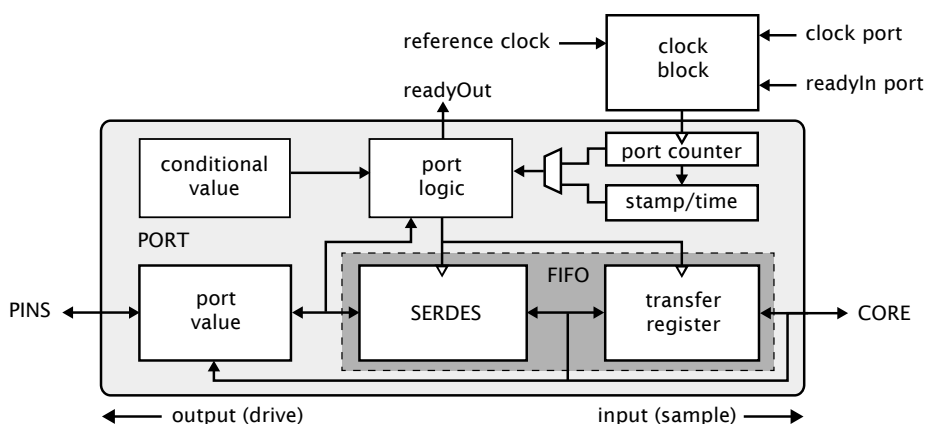 reference clock
clock
block
clock port
readyIn port
readyOut
conditional
value
port
logic
port counter
stamp/time
PORT
FIFO
PINS
port
value
SERDES
transfer
register
CORE
output (drive)
input (sample)